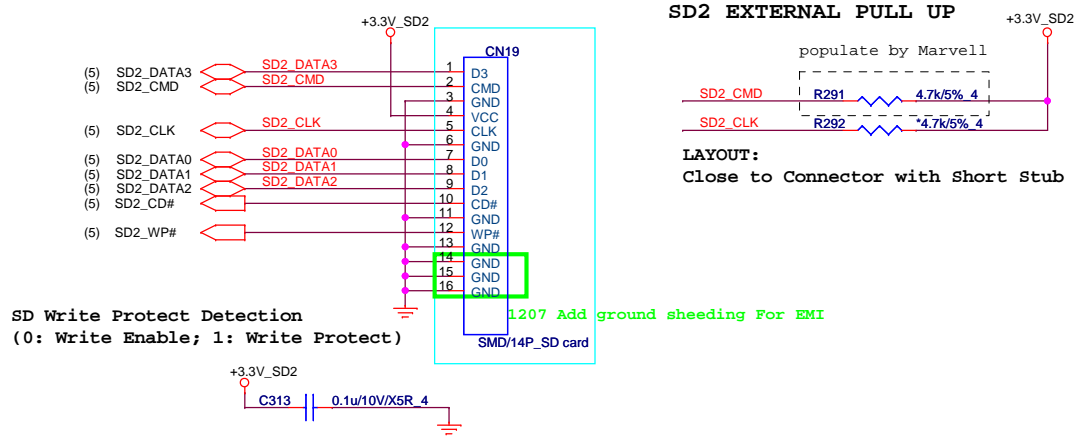 SD2 EXTERNAL PULL UP
+3.3V_SD2
+3.3V_SD2
populate by Marvell
CN19
(5) SD2_DATA3 SD2_DATA3 1 D3
(5) SD2_CMD SD2_CMD 2 CMD
3 GND
4 VCC
(5) SD2_CLK SD2_CLK 5 CLK
6 GND
(5) SD2_DATA0 SD2_DATA0 7 D0
(5) SD2_DATA1 SD2_DATA1 8 D1
(5) SD2_DATA2 SD2_DATA2 9 D2
(5) SD2_CD# 10 CD#
11 GND
(5) SD2_WP# 12 WP#
13 GND
14 GND
15 GND
16 GND
SD2_CMD R291 4.7k/5%_4
SD2_CLK R292 *4.7k/5%_4
LAYOUT:
Close to Connector with Short Stub
1207 Add ground sheeding For EMI
SMD/14P_SD card
SD Write Protect Detection
(0: Write Enable; 1: Write Protect)
+3.3V_SD2
C313 0.1u/10V/X5R_4